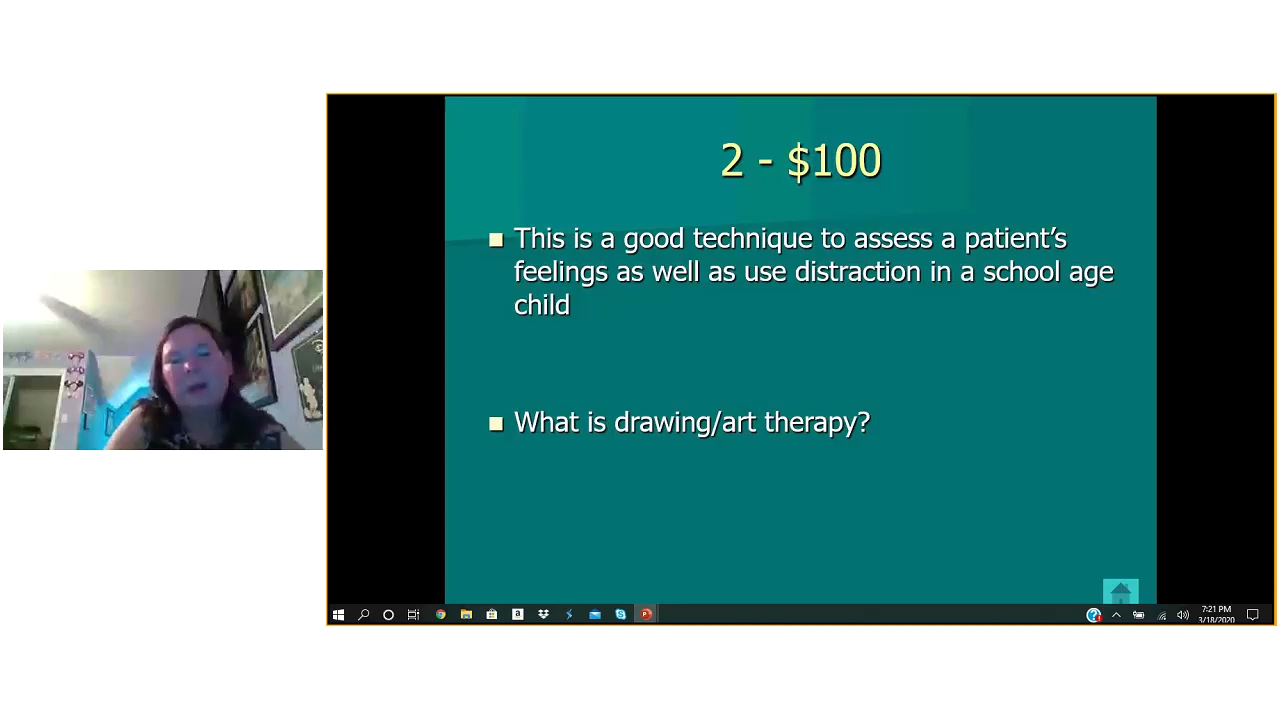 2 - $100
This is a good technique to assess a patient's
feelings as well as use distraction in a school age
child
What is drawing/art therapy?
7:21 PM
3/18/2020